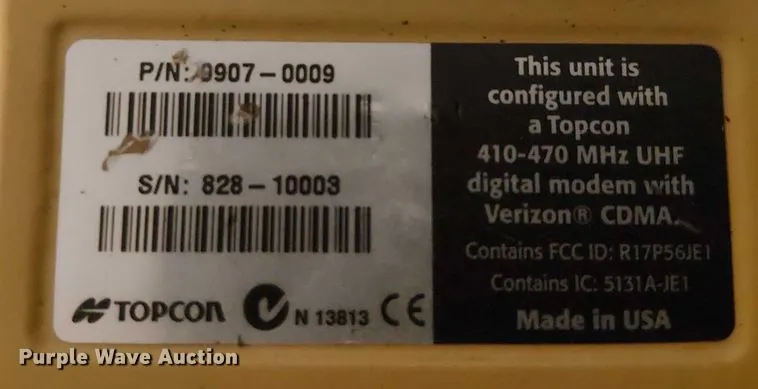 P/N: 9907-0009
S/N: 828-10003
TOPCON
N 13813
CE
This unit is
configured with
a Topcon
410-470 MHz UHF
digital modem with
Verizon® CDMA.
Contains FCC ID: R17P56JE1
Contains IC: 5131A-JE1
Made in USA
Purple Wave Auction